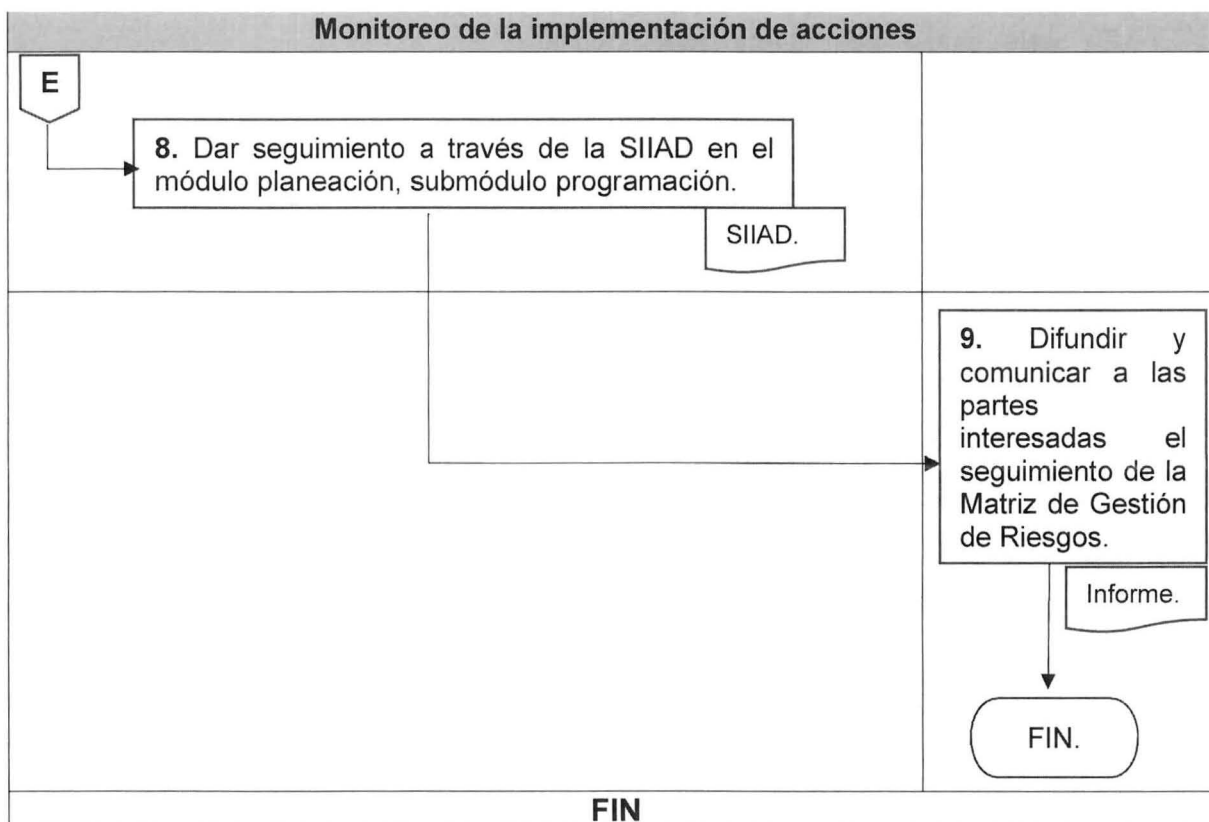 Monitoreo de la implementación de acciones
E
8. Dar seguimiento a través de la SIIAD en el
módulo planeación, submódulo programación.
SIIAD.
9. Difundir y
comunicar a las
partes
interesadas el
seguimiento de la
Matriz de Gestión
de Riesgos.
Informe.
FIN.
FIN